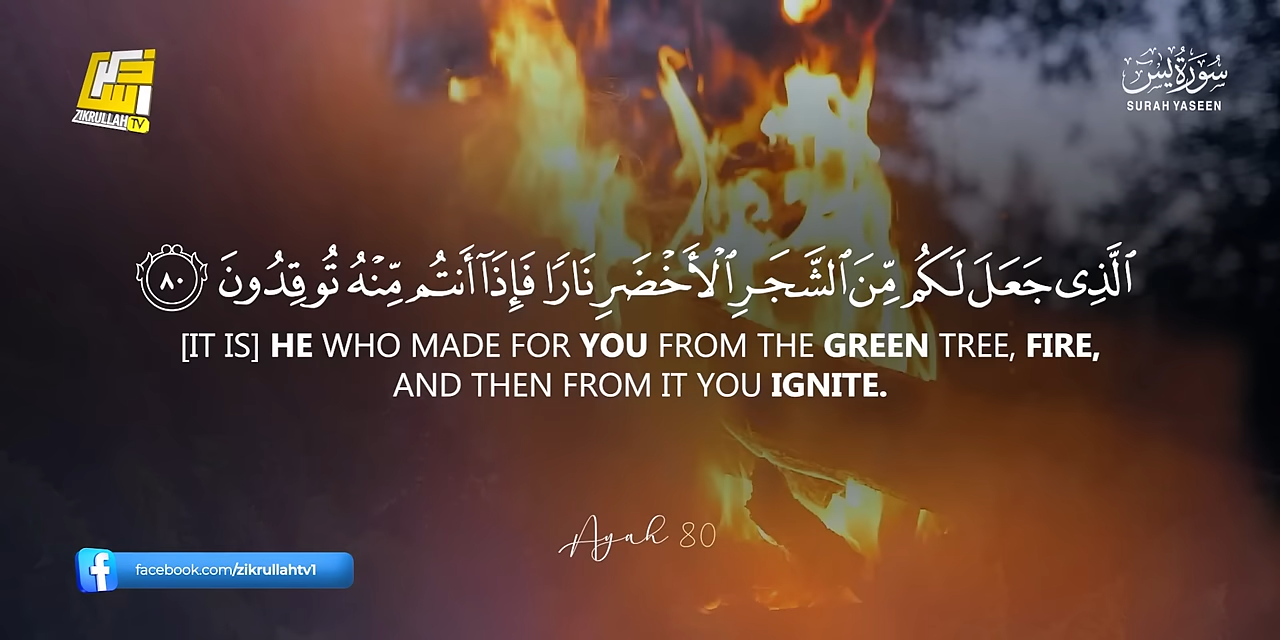 ذكر
الله
ZIKRULLAH TV
سورة يس
SURAH YASEEN
ٱلَّذِى جَعَلَ لَكُم مِّنَ ٱلشَّجَرِ ٱلْأَخْضَرِ نَارًا فَإِذَآ أَنتُم مِّنْهُ تُوقِدُونَ ٨٠
[IT IS] HE WHO MADE FOR YOU FROM THE GREEN TREE, FIRE,
AND THEN FROM IT YOU IGNITE.
Ayah 80
f facebook.com/zikrullahtv1